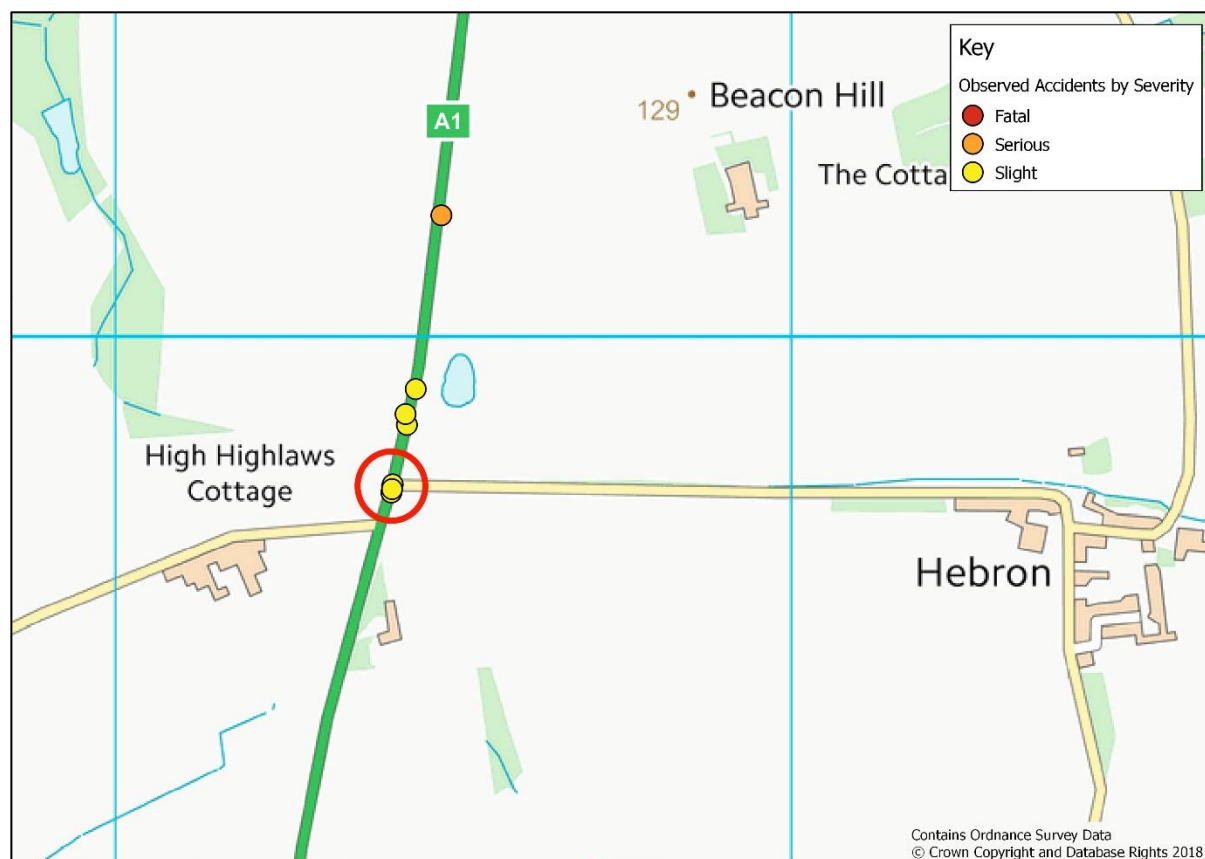 Key
Observed Accidents by Severity
Fatal
Serious
Slight
A1
129
Beacon Hill
The Cotta
High Highlaws
Cottage
Hebron
Contains Ordnance Survey Data
© Crown Copyright and Database Rights 2018